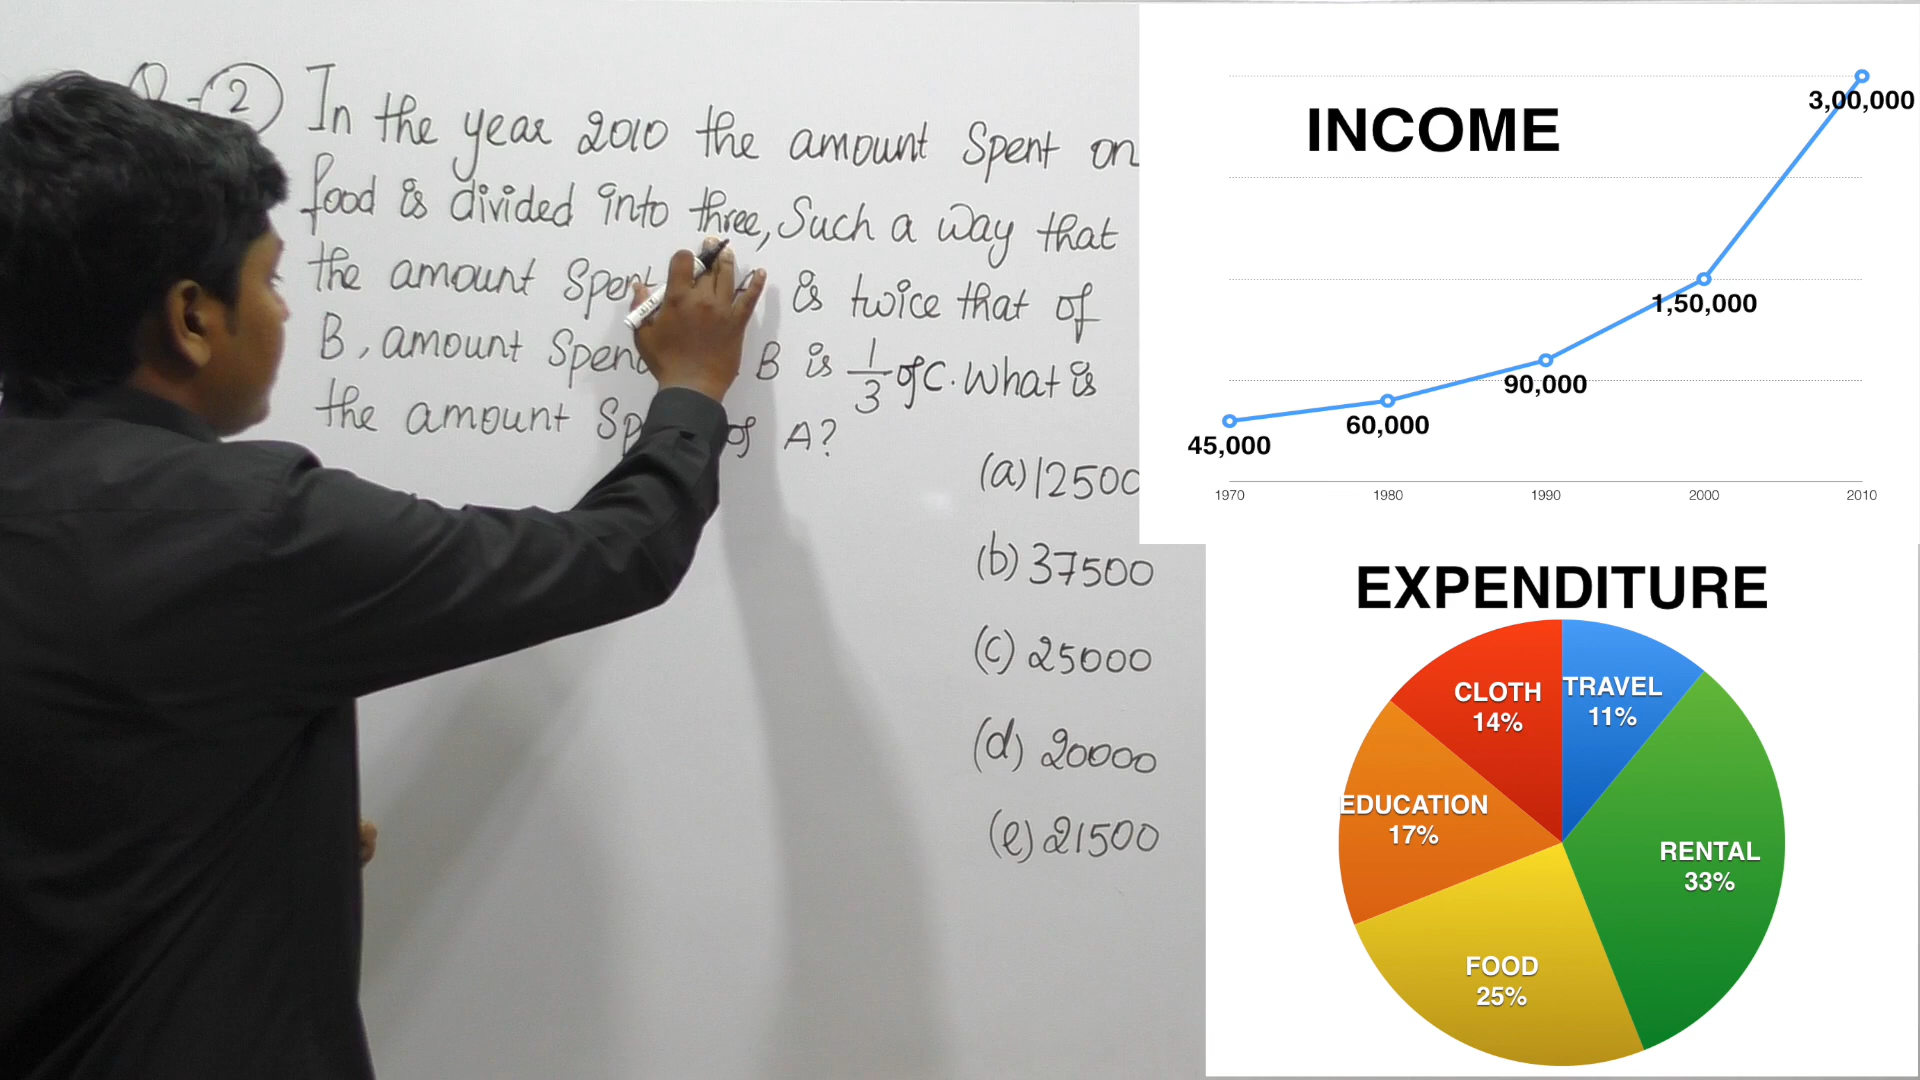 2 In the year 2010 the amount Spent on
food is divided into three, Such a way that
the amount is twice that of
B, amount B is 1/3 of C. What is
the amount of A?
(a) 12500
(b) 37500
(c) 25000
(d) 20000
(e) 21500
INCOME
3,00,000
1,50,000
90,000
60,000
45,000
1970 1980 1990 2000 2010
EXPENDITURE
CLOTH
14%
TRAVEL
11%
EDUCATION
17%
RENTAL
33%
FOOD
25%